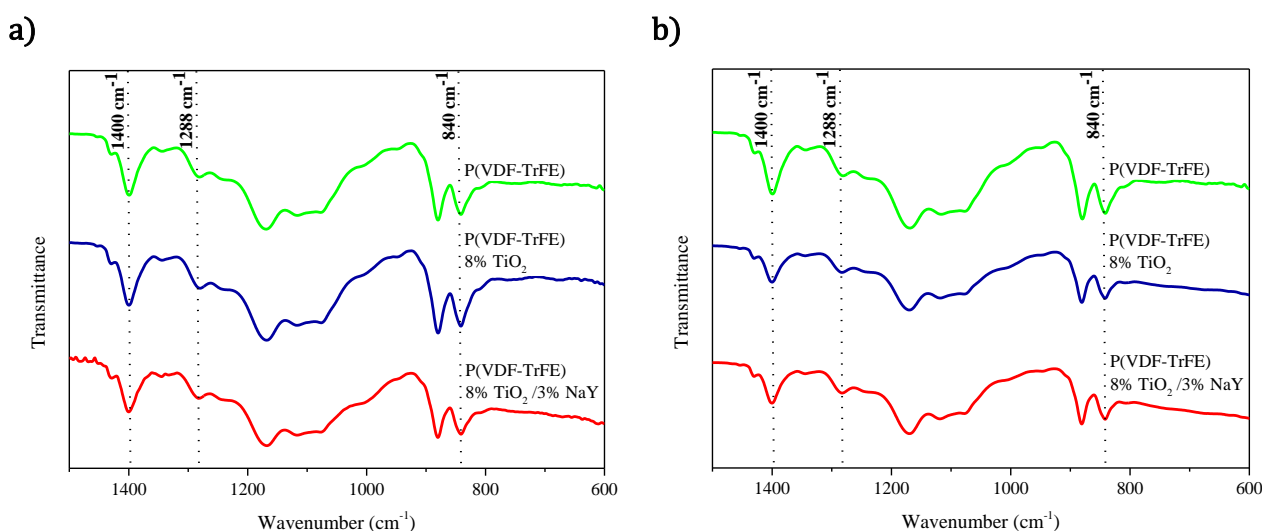 a)
1400 cm-1
1288 cm-1
840 cm-1
P(VDF-TrFE)
P(VDF-TrFE)
8% TiO2
P(VDF-TrFE)
8% TiO2 /3% NaY
Transmittance
1400
1200
1000
800
600
Wavenumber (cm-1)
b)
1400 cm-1
1288 cm-1
840 cm-1
P(VDF-TrFE)
P(VDF-TrFE)
8% TiO2
P(VDF-TrFE)
8% TiO2 /3% NaY
Transmittance
1400
1200
1000
800
600
Wavenumber (cm-1)